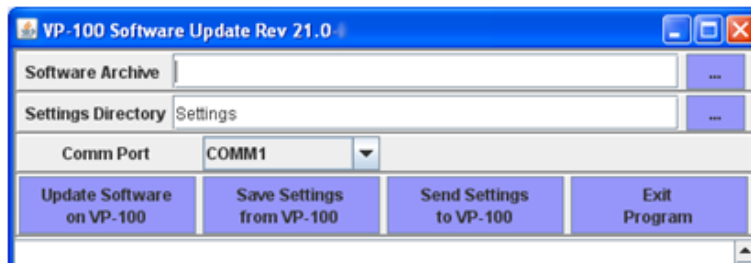 VP-100 Software Update Rev 21.0
Software Archive ...
Settings Directory Settings ...
Comm Port COMM1
Update Software on VP-100
Save Settings from VP-100
Send Settings to VP-100
Exit Program